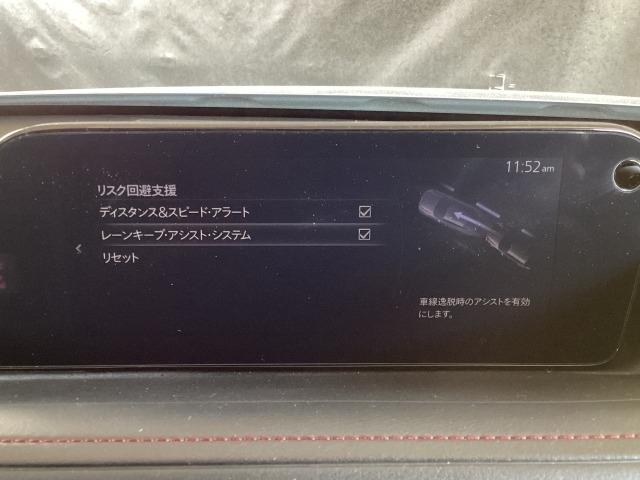 11:52am
リスク回避支援
ディスタンス&スピード・アラート
レーンキープ・アシスト・システム
リセット
車線逸脱時のアシストを有効
にします。